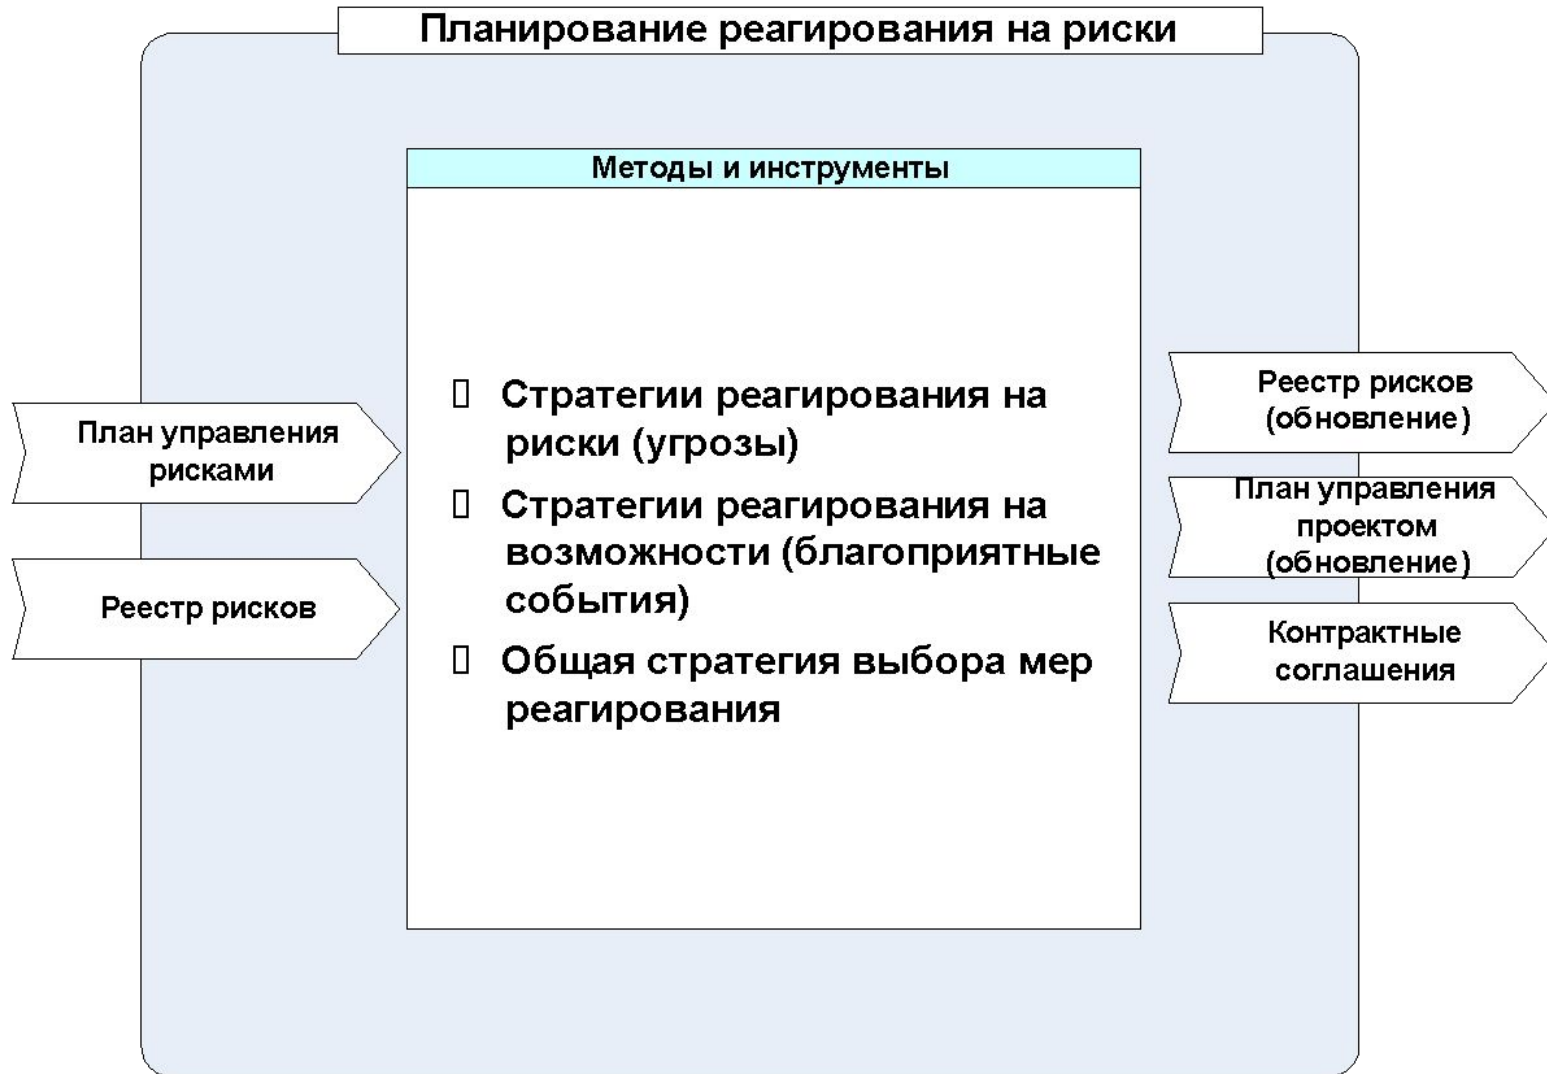 Планирование реагирования на риски
Методы и инструменты
План управления
рисками
Реестр рисков
Стратегии реагирования на
риски (угрозы)
Стратегии реагирования на
возможности (благоприятные
события)
Общая стратегия выбора мер
реагирования
Реестр рисков
(обновление)
План управления
проектом
(обновление)
Контрактные
соглашения